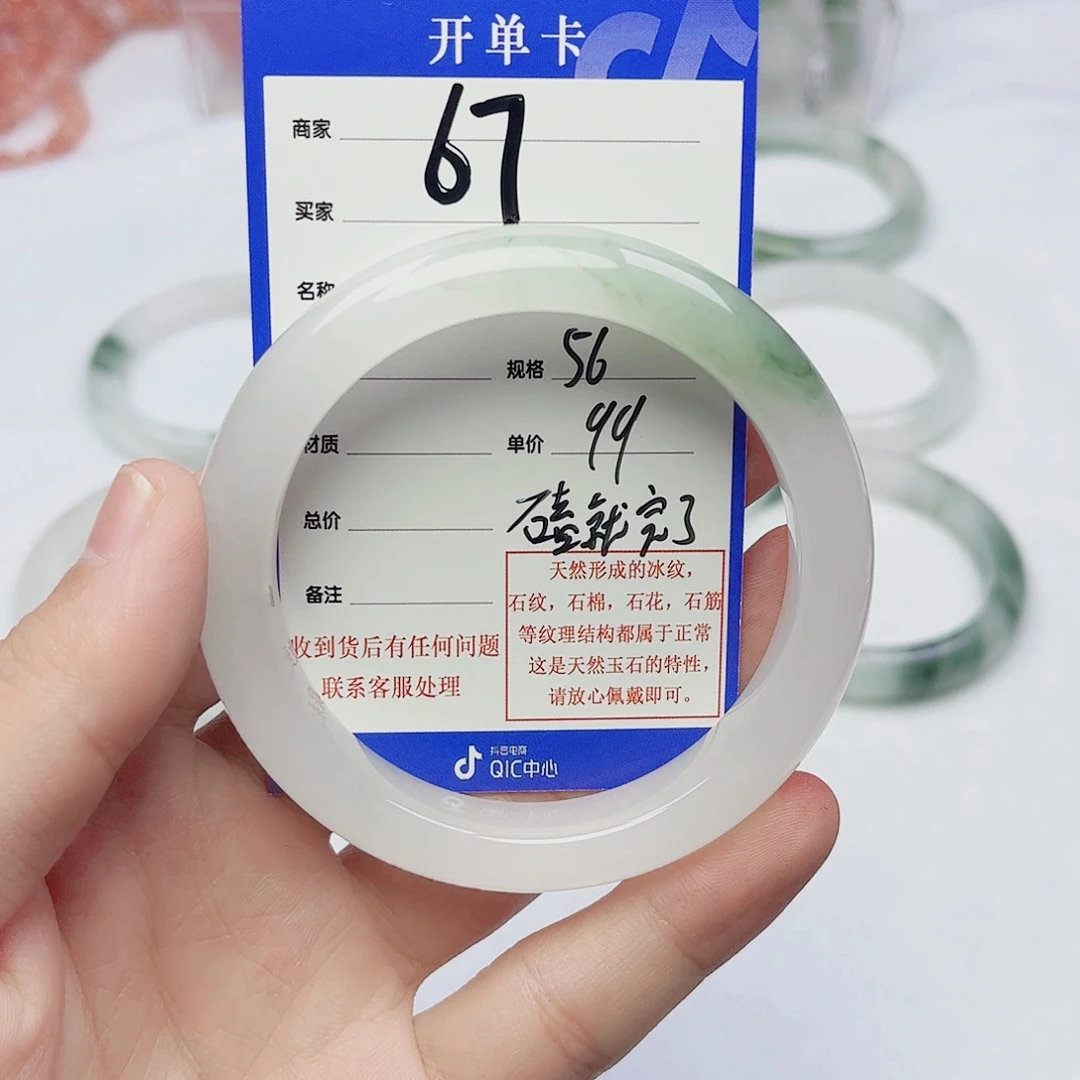 开单卡
商家
67
买家
名称
规格 56
材质
单价 99
总价
磕就完了
备注
天然形成的冰纹，
石纹，石棉，石花，石筋
等纹理结构都属于正常
这是天然玉石的特性，
请放心佩戴即可。
收到货后有任何问题
联系客服处理
抖音电商
QIC中心